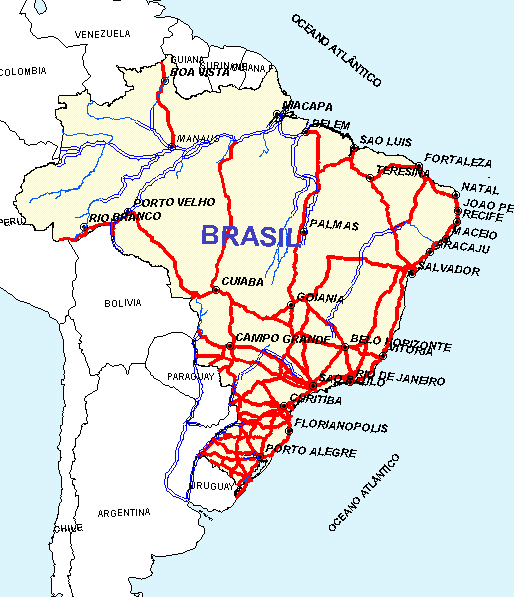 OCEANO ATLÂNTICO
VENEZUELA
GUIANA
COLOMBIA
BOA VISTA
MACAPA
BELEM
MANAUS
SAO LUIS
FORTALEZA
TERESINA
NATAL
PORTO VELHO
JOAO PE
RECIFE
PERU
RIO BRANCO
PALMAS
MACEIO
BRASIL
ARACAJU
SALVADOR
CUIABA
GOIANIA
BOLIVIA
CAMPO GRANDE
BELO HORIZONTE
VITORIA
PARAGUAY
SAO PAULO
RIO DE JANEIRO
CURITIBA
FLORIANOPOLIS
PORTO ALEGRE
OCEANO ATLÂNTICO
URUGUAY
ARGENTINA
CHILE